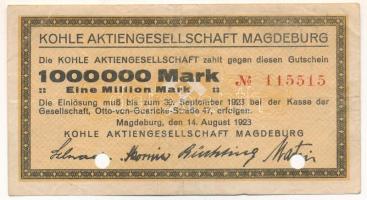 KOHLE AKTIENGESELLSCHAFT MAGDEBURG
Die KOHLE AKTIENGESELLSCHAFT zahlt gegen diesen Gutschein
1000000 Mark № 115515
:: Eine Million Mark ::
Die Einlösung muß bis zum 30. September 1923 bei der Kasse der
Gesellschaft, Otto-von-Guericke-Straße 47, erfolgen.
Magdeburg, den 14. August 1923
KOHLE AKTIENGESELLSCHAFT MAGDEBURG